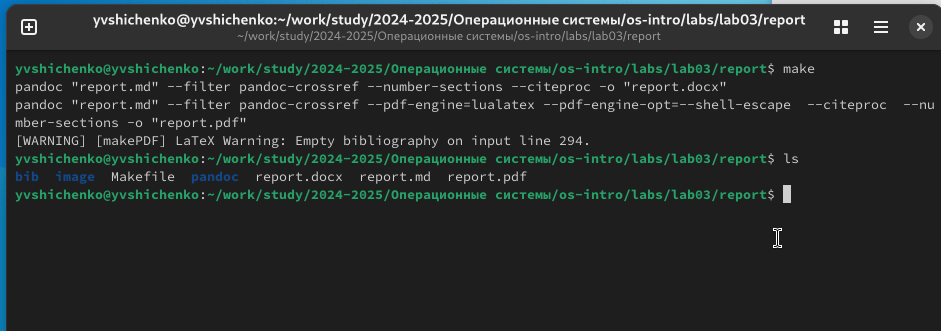 yvshichenko@yvshichenko:~/work/study/2024-2025/Операционные системы/os-intro/labs/lab03/report
~/work/study/2024-2025/Операционные системы/os-intro/labs/lab03/report
yvshichenko@yvshichenko:~/work/study/2024-2025/Операционные системы/os-intro/labs/lab03/report$ make
pandoc "report.md" --filter pandoc-crossref --number-sections --citeproc -o "report.docx"
pandoc "report.md" --filter pandoc-crossref --pdf-engine=lualatex --pdf-engine-opt=--shell-escape  --citeproc  --nu
mber-sections -o "report.pdf"
[WARNING] [makePDF] LaTeX Warning: Empty bibliography on input line 294.
yvshichenko@yvshichenko:~/work/study/2024-2025/Операционные системы/os-intro/labs/lab03/report$ ls
bib  image  Makefile  pandoc  report.docx  report.md  report.pdf
yvshichenko@yvshichenko:~/work/study/2024-2025/Операционные системы/os-intro/labs/lab03/report$